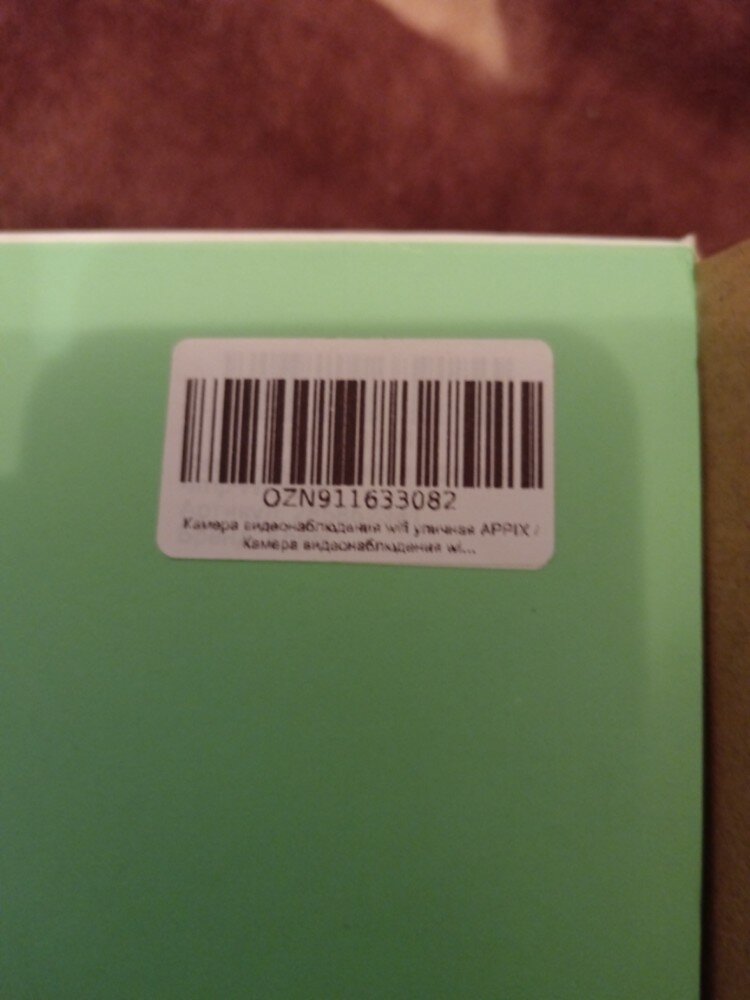 OZN911633082
Камера видеонаблюдения wifi уличная APPIX /
Камера видеонаблюдения wi...